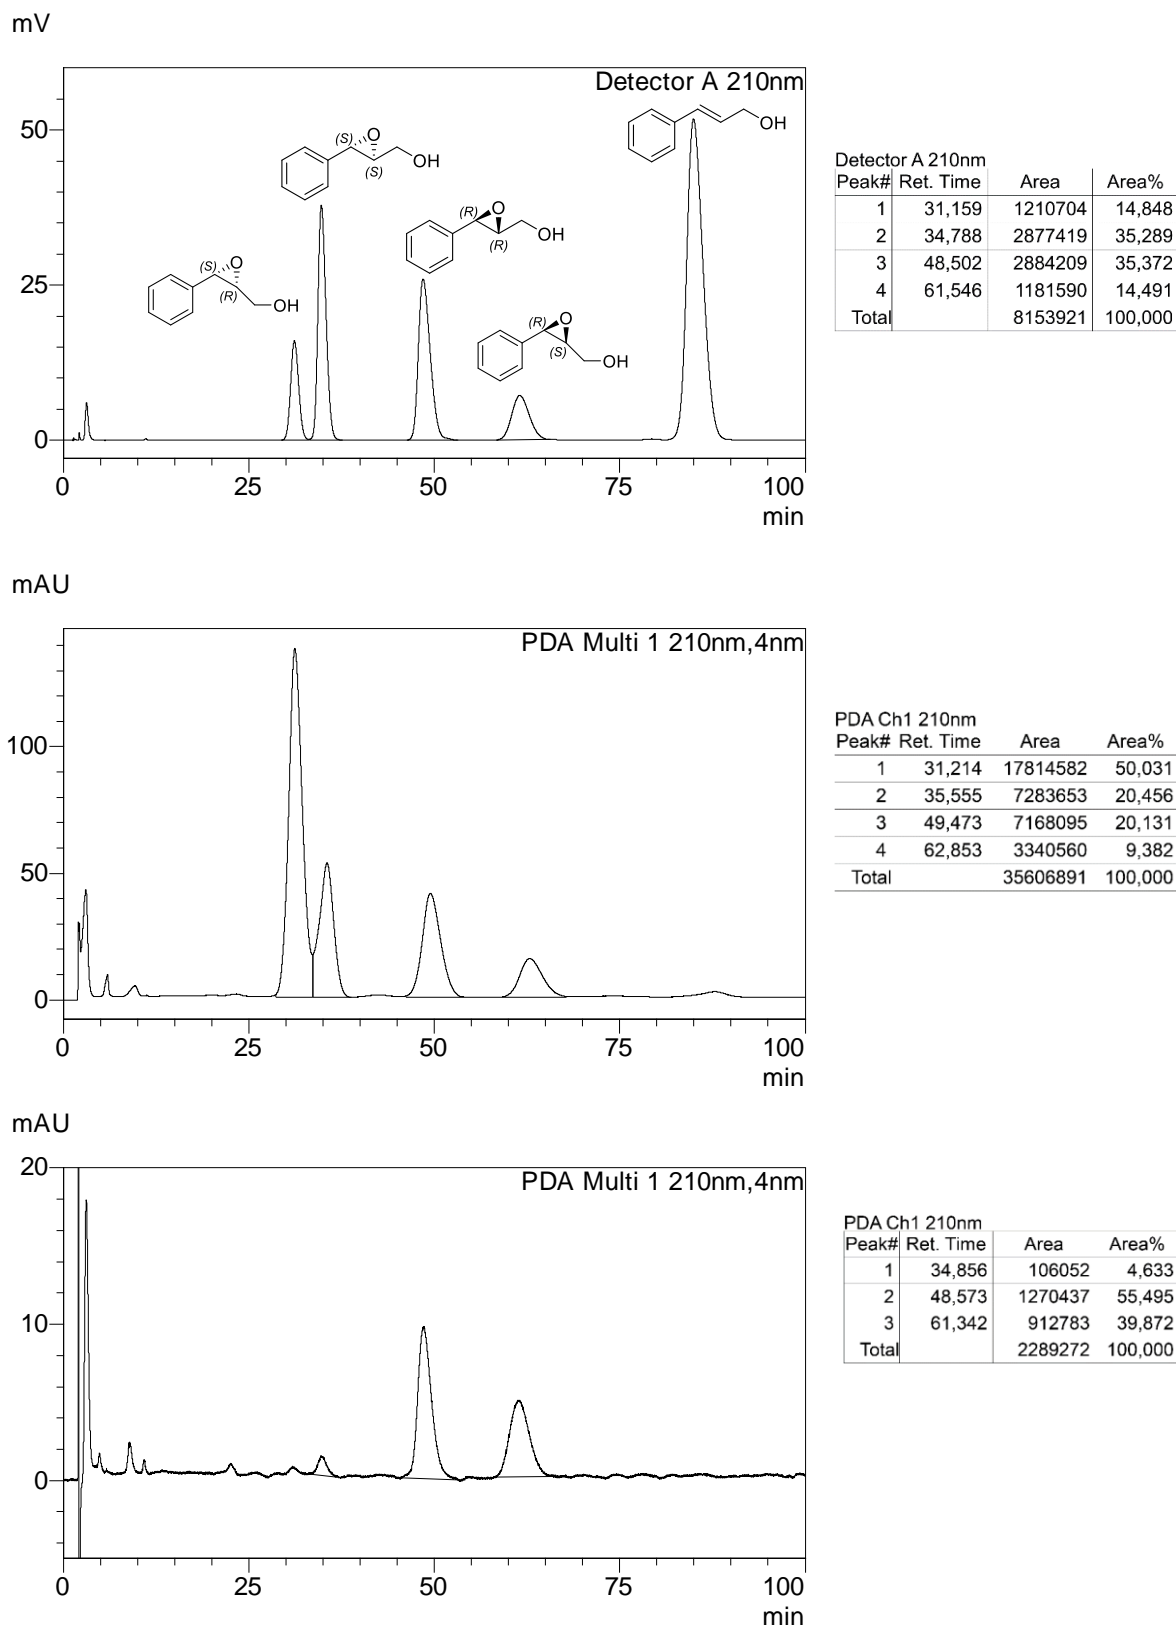 mV
Detector A 210nm
50
25
0
(S)
O
(S)
OH
OH
(R)
O
(R)
OH
(S)
O
(R)
OH
(R)
O
(S)
OH
0 25 50 75 100
min
Detector A 210nm
Peak# Ret. Time Area Area%
1 31,159 1210704 14,848
2 34,788 2877419 35,289
3 48,502 2884209 35,372
4 61,546 1181590 14,491
Total 8153921 100,000
mAU
PDA Multi 1 210nm,4nm
100
50
0
0 25 50 75 100
min
PDA Ch1 210nm
Peak# Ret. Time Area Area%
1 31,214 17814582 50,031
2 35,555 7283653 20,456
3 49,473 7168095 20,131
4 62,853 3340560 9,382
Total 35606891 100,000
mAU
20
PDA Multi 1 210nm,4nm
10
0
0 25 50 75 100
min
PDA Ch1 210nm
Peak# Ret. Time Area Area%
1 34,856 106052 4,633
2 48,573 1270437 55,495
3 61,342 912783 39,872
Total 2289272 100,000